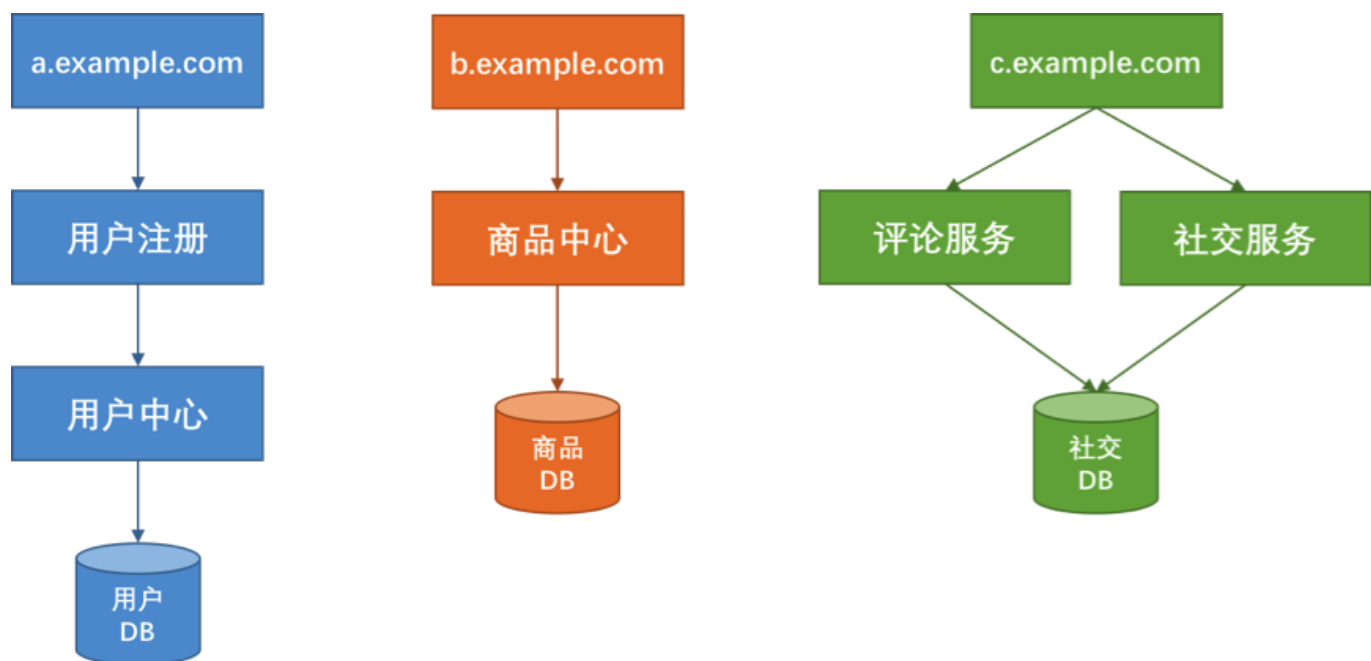 a.example.com
b.example.com
c.example.com
用户注册
商品中心
评论服务
社交服务
用户中心
商品
DB
社交
DB
用户
DB